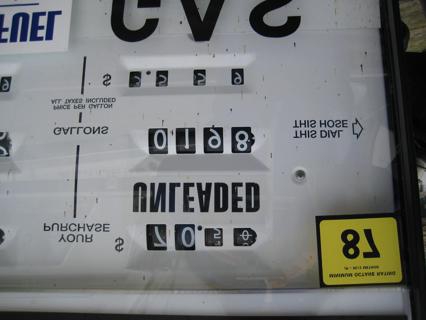 MINIMUM OCTANE RATING
87
YOUR
PURCHASE
$
UNLEADED
GALLONS
THIS DIAL
THIS HOSE
PRICE PER GALLON
ALL TAXES INCLUDED
$
GAS
FUEL